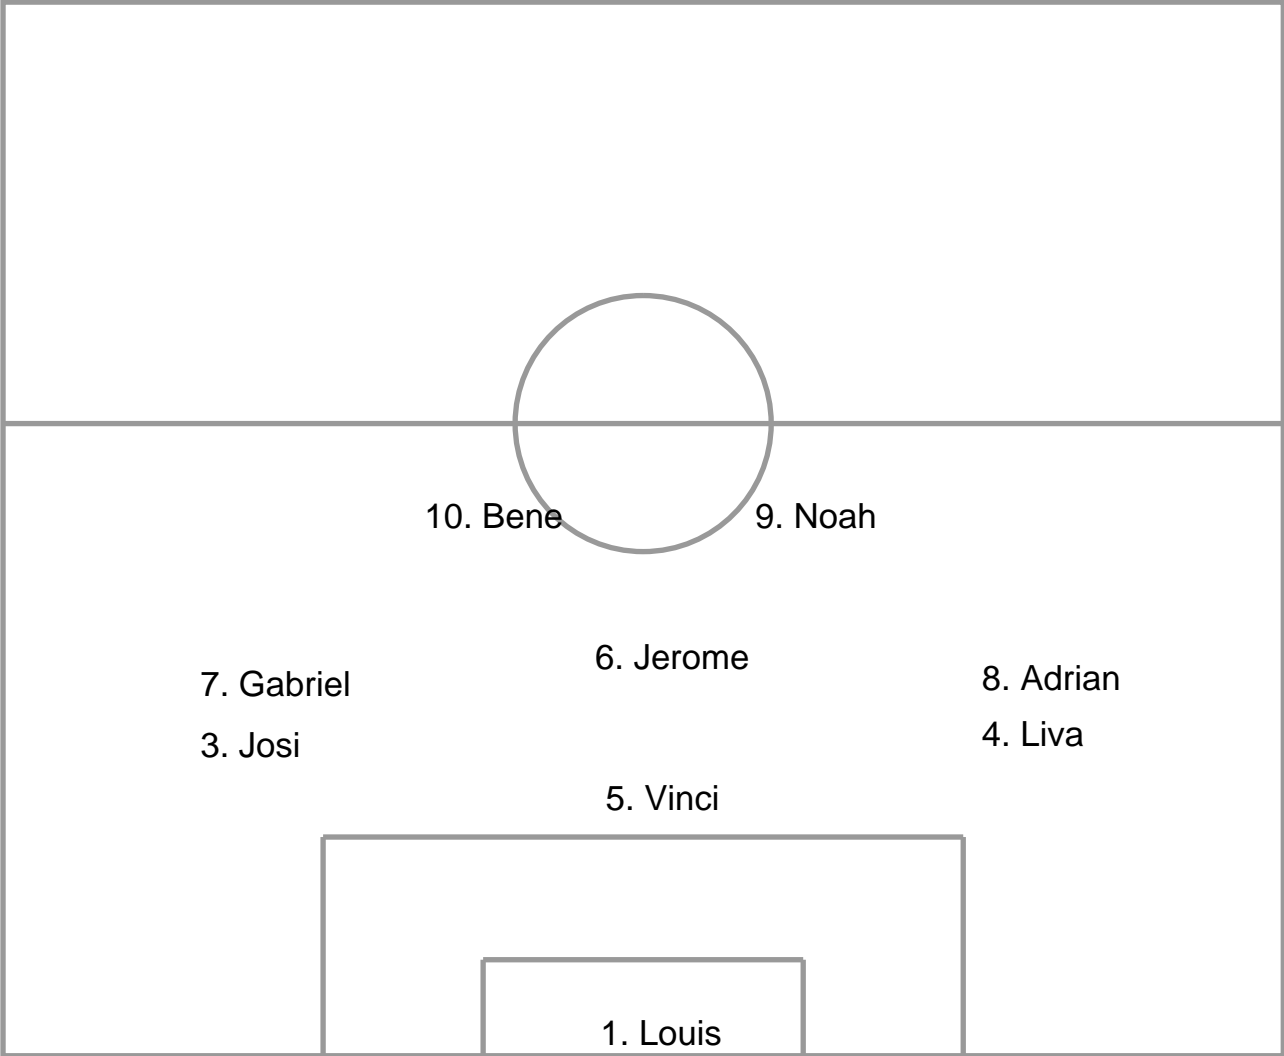 10. Bene
9. Noah
6. Jerome
7. Gabriel
8. Adrian
3. Josi
4. Liva
5. Vinci
1. Louis